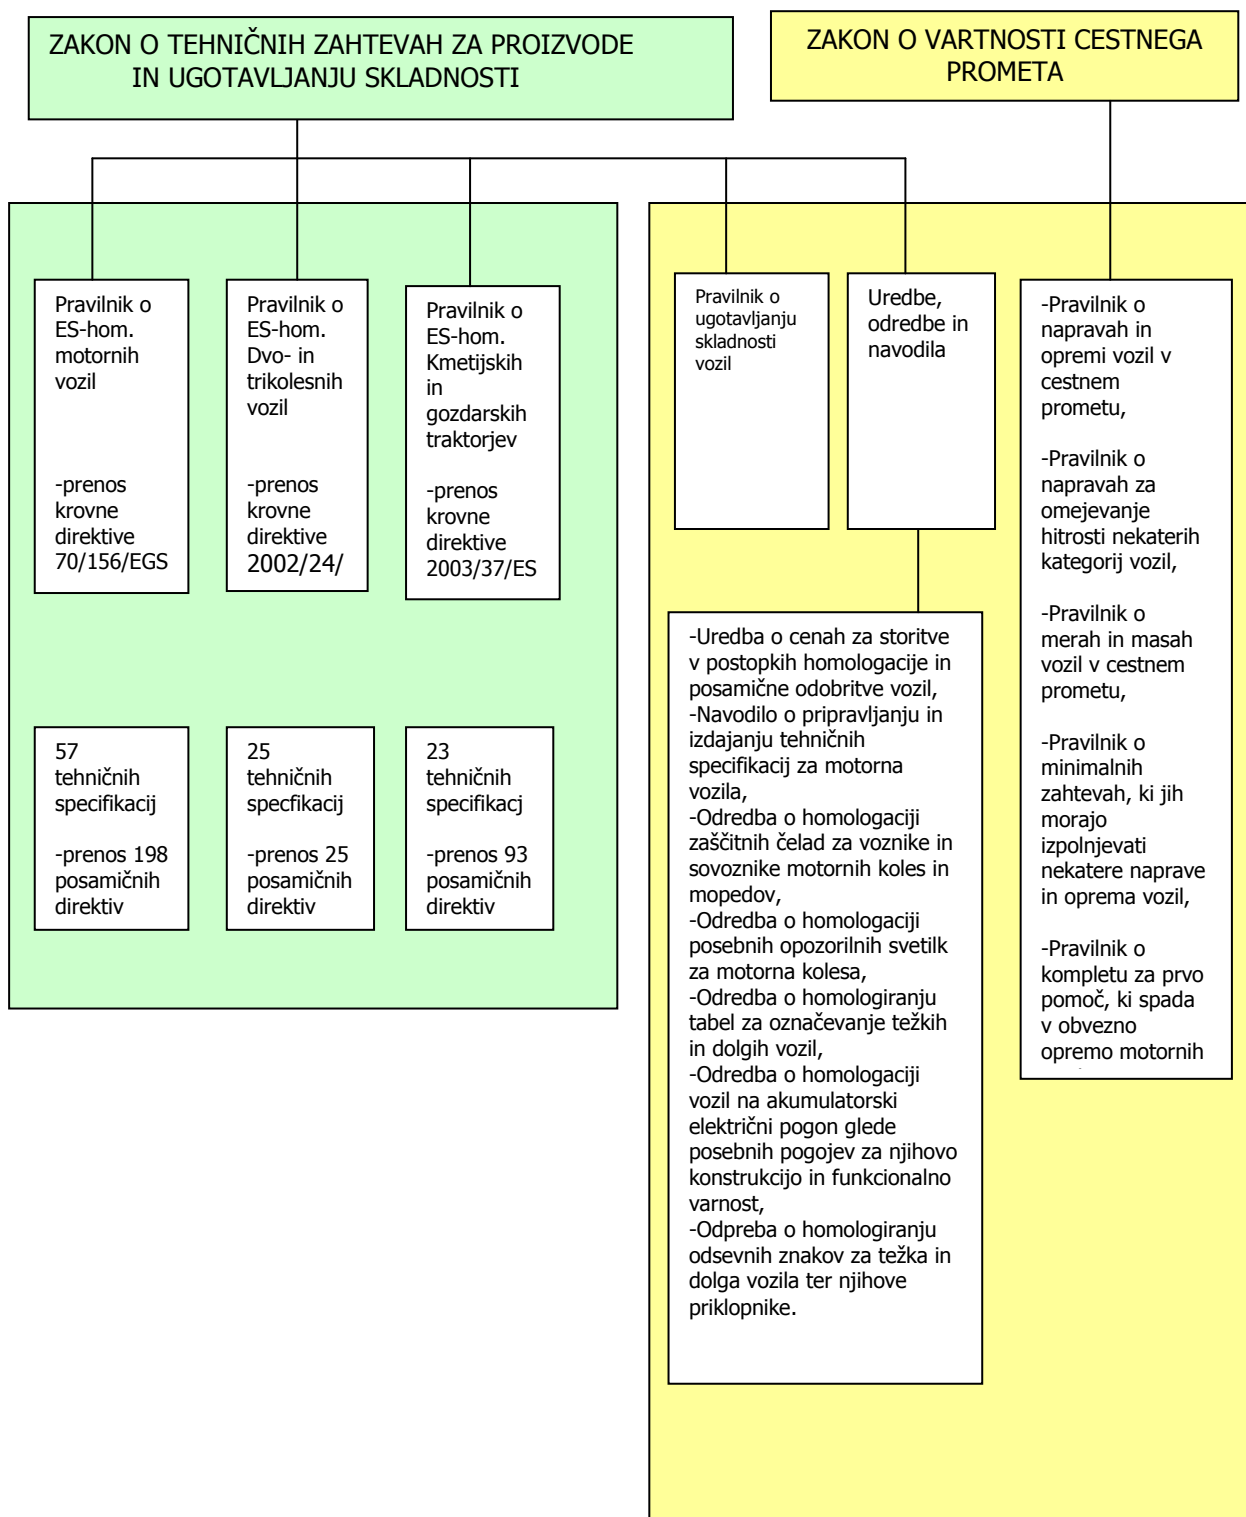 ZAKON O TEHNIČNIH ZAHTEVAH ZA PROIZVODE
IN UGOTAVLJANJU SKLADNOSTI
ZAKON O VARTNOSTI CESTNEGA
PROMETA
Pravilnik o
ES-hom.
motornih
vozil
-prenos
krovne
direktive
70/156/EGS
Pravilnik o
ES-hom.
Dvo- in
trikolesnih
vozil
-prenos
krovne
direktive
2002/24/
Pravilnik o
ES-hom.
Kmetijskih
in
gozdarskih
traktorjev
-prenos
krovne
direktive
2003/37/ES
Pravilnik o
ugotavljanju
skladnosti
vozil
Uredbe,
odredbe in
navodila
-Pravilnik o
napravah in
opremi vozil v
cestnem
prometu,
-Pravilnik o
napravah za
omejevanje
hitrosti nekaterih
kategorij vozil,
-Pravilnik o
merah in masah
vozil v cestnem
prometu,
-Pravilnik o
minimalnih
zahtevah, ki jih
morajo
izpolnjevati
nekatere naprave
in oprema vozil,
-Pravilnik o
kompletu za prvo
pomoč, ki spada
v obvezno
opremo motornih
57
tehničnih
specifikacij
-prenos 198
posamičnih
direktiv
25
tehničnih
specfikacij
-prenos 25
posamičnih
direktiv
23
tehničnih
specifikacj
-prenos 93
posamičnih
direktiv
-Uredba o cenah za storitve
v postopkih homologacije in
posamične odobritve vozil,
-Navodilo o pripravljanju in
izdajanju tehničnih
specifikacij za motorna
vozila,
-Odredba o homologaciji
zaščitnih čelad za voznike in
sovoznike motornih koles in
mopedov,
-Odredba o homologaciji
posebnih opozorilnih svetilk
za motorna kolesa,
-Odredba o homologiranju
tabel za označevanje težkih
in dolgih vozil,
-Odredba o homologaciji
vozil na akumulatorski
električni pogon glede
posebnih pogojev za njihovo
konstrukcijo in funkcionalno
varnost,
-Odpreba o homologiranju
odsevnih znakov za težka in
dolga vozila ter njihove
priklopnike.